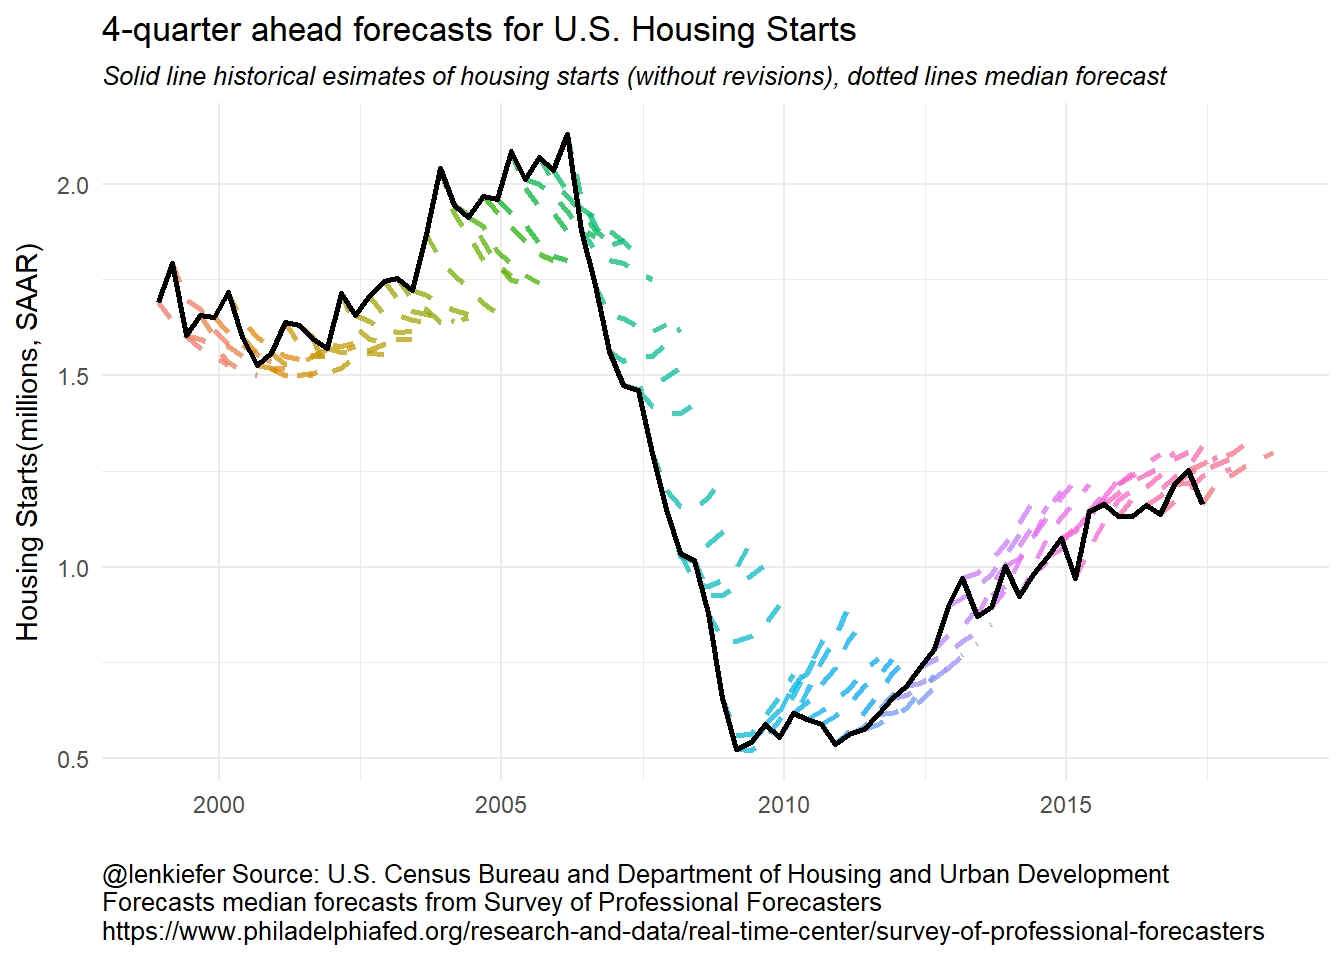 4-quarter ahead forecasts for U.S. Housing Starts
Solid line historical esimates of housing starts (without revisions), dotted lines median forecast
Housing Starts(millions, SAAR)
2.0
1.5
1.0
0.5
2000
2005
2010
2015
@lenkiefer Source: U.S. Census Bureau and Department of Housing and Urban Development
Forecasts median forecasts from Survey of Professional Forecasters
https://www.philadelphiafed.org/research-and-data/real-time-center/survey-of-professional-forecasters